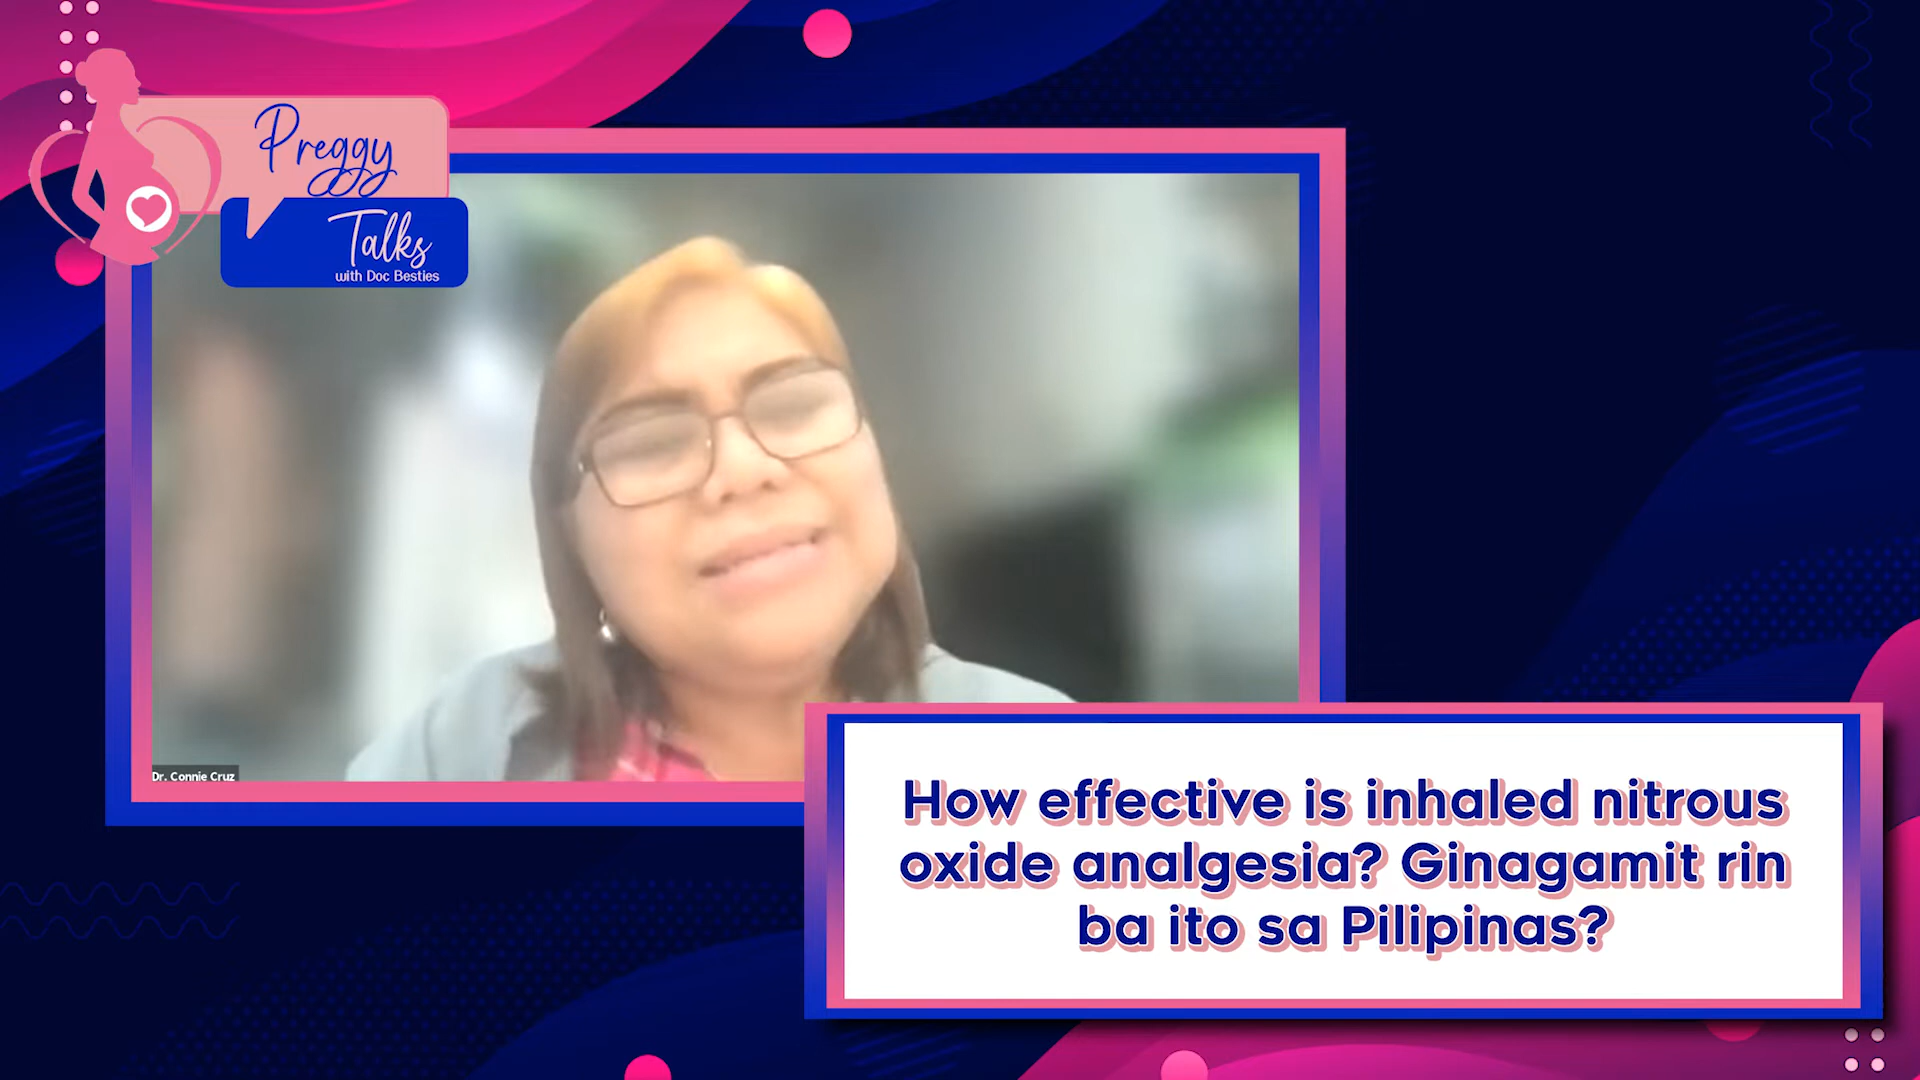 Preggy
Talks
with Doc Besties
Dr. Connie Cruz
How effective is inhaled nitrous
oxide analgesia? Ginagamit rin
ba ito sa Pilipinas?